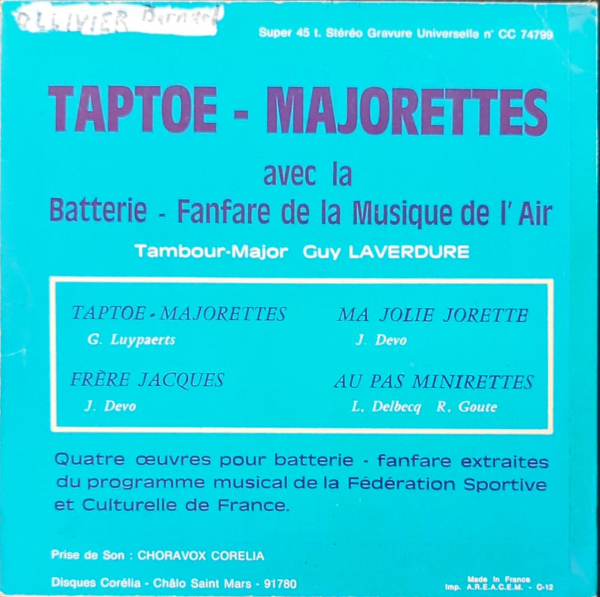 OLLIVIER Bernard
Super 45 t. Stéréo Gravure Universelle n° CC 74799
TAPTOE - MAJORETTES
avec la
Batterie - Fanfare de la Musique de l'Air
Tambour-Major Guy LAVERDURE
TAPTOE - MAJORETTES
G. Luypaerts
MA JOLIE JORETTE
J. Devo
FRÈRE JACQUES
J. Devo
AU PAS MINIRETTES
L. Delbecq R. Goute
Quatre œuvres pour batterie - fanfare extraites
du programme musical de la Fédération Sportive
et Culturelle de France.
Prise de Son : CHORAVOX CORELIA
Disques Corélia - Châlo Saint Mars - 91780
Made in France
Imp. A.R.E.A.C.E.M. - C-12